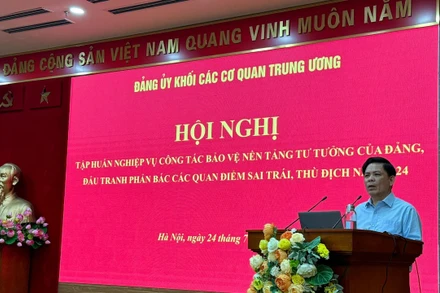 ĐẢNG CỘNG SẢN VIỆT NAM QUANG VINH MUÔN NĂM
ĐẢNG ỦY KHỐI CÁC CƠ QUAN TRUNG ƯƠNG
HỘI NGHỊ
TẬP HUẤN NGHIỆP VỤ CÔNG TÁC BẢO VỆ NỀN TẢNG TƯ TƯỞNG CỦA ĐẢNG,
ĐẤU TRANH PHẢN BÁC CÁC QUAN ĐIỂM SAI TRÁI, THÙ ĐỊCH 24
Hà Nội, ngày 24 tháng 7